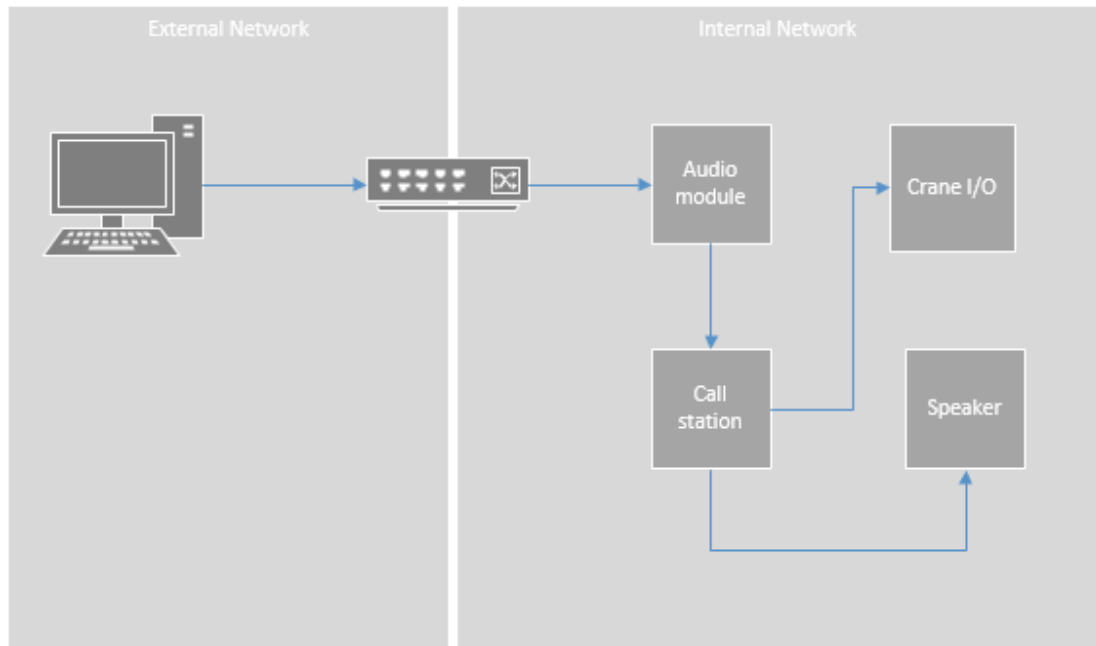 External Network
Internal Network
Audio
module
Crane I/O
Call
station
Speaker